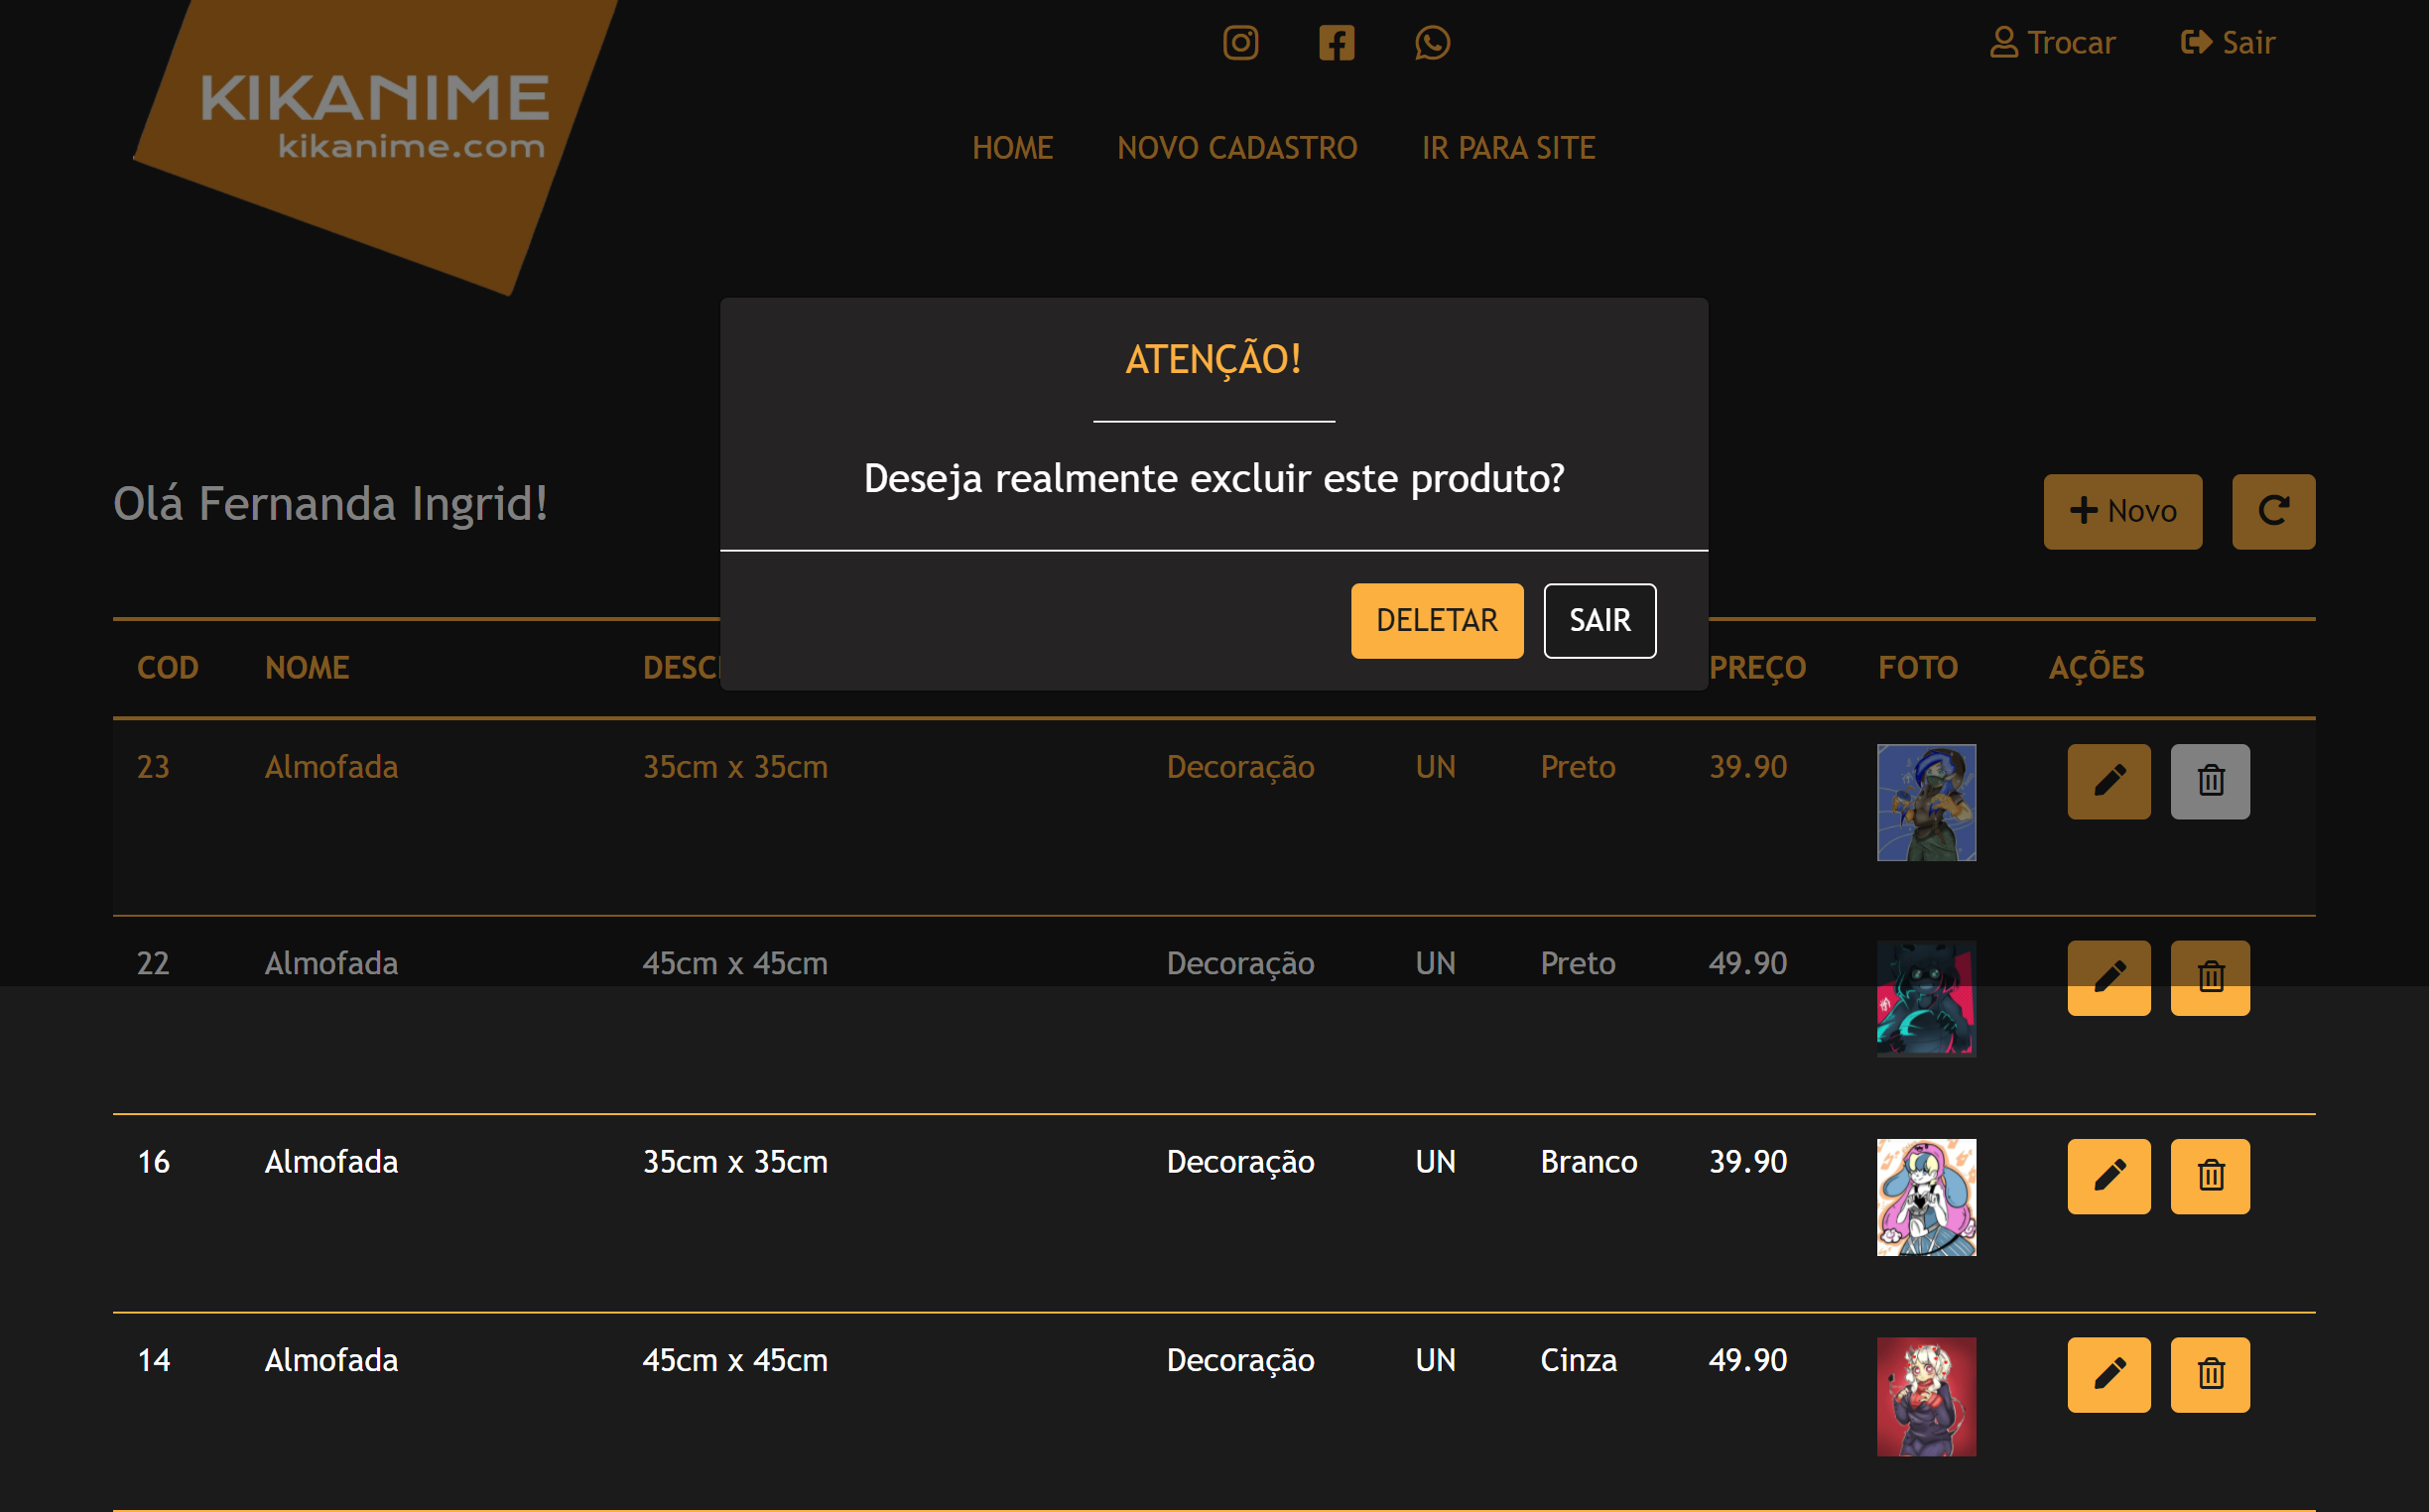 KIKANIME
kikanime.com
Trocar
Sair
HOME
NOVO CADASTRO
IR PARA SITE
ATENÇÃO!
Deseja realmente excluir este produto?
DELETAR
SAIR
Olá Fernanda Ingrid!
Novo
COD NOME DESC PREÇO FOTO AÇÕES
23 Almofada 35cm x 35cm Decoração UN Preto 39.90
22 Almofada 45cm x 45cm Decoração UN Preto 49.90
16 Almofada 35cm x 35cm Decoração UN Branco 39.90
14 Almofada 45cm x 45cm Decoração UN Cinza 49.90